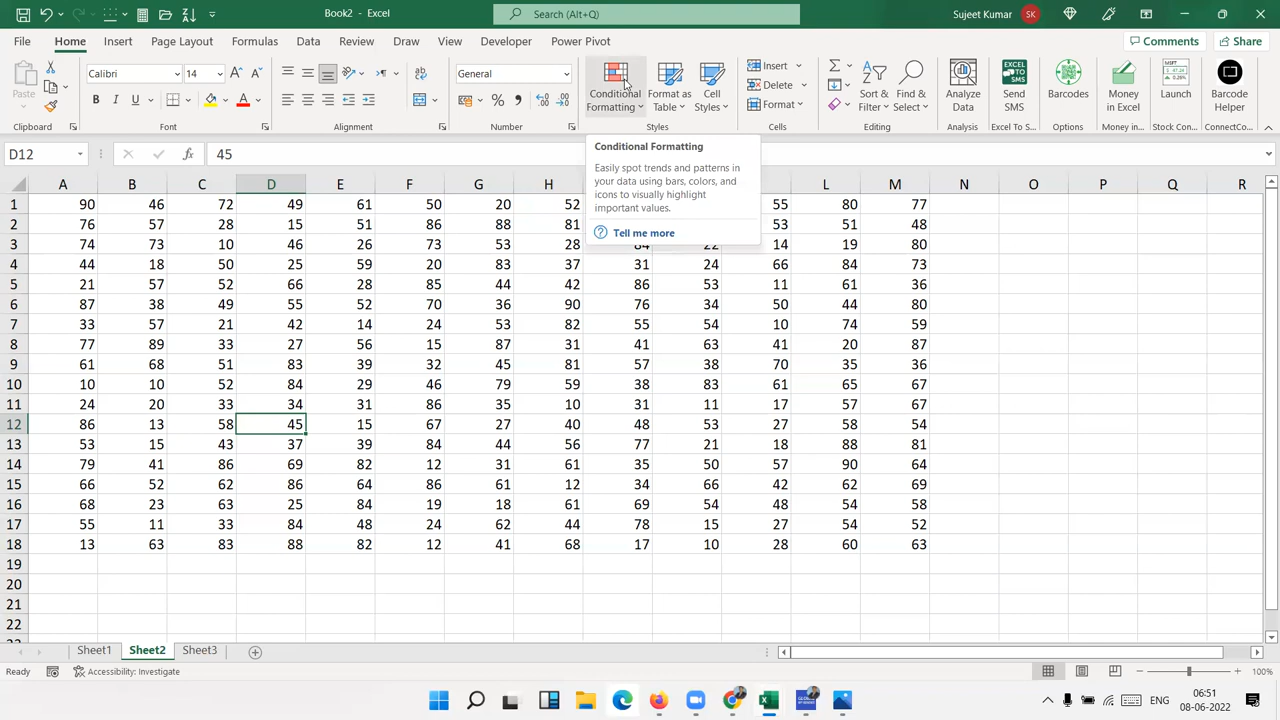 Book2 - Excel
Search (Alt+Q)
Sujeet Kumar SK
File Home Insert Page Layout Formulas Data Review View Draw Developer Power Pivot Comments Share
Paste Calibri 14 General Conditional Formatting Format as Table Cell Styles Insert Delete Format Sort & Filter Find & Select Analyze Data Send SMS Options Money in Excel Launch Barcode Helper
Clipboard Font Alignment Number Styles Cells Editing Analysis Excel To S... Options Money in... Stock Con... ConnectCo...
D12 45
Conditional Formatting
Easily spot trends and patterns in
your data using bars, colors, and
icons to visually highlight
important values.
Tell me more
A B C D E F G H L M N O P Q R
1 90 46 72 49 61 50 20 52 55 80 77
2 76 57 28 15 51 86 88 81 53 51 48
3 74 73 10 46 26 73 53 28 84 22 14 19 80
4 44 18 50 25 59 20 83 37 31 24 66 84 73
5 21 57 52 66 28 85 44 42 86 53 11 61 36
6 87 38 49 55 52 70 36 90 76 34 50 44 80
7 33 57 21 42 14 24 53 82 55 54 10 74 59
8 77 89 33 27 56 15 87 31 41 63 41 20 87
9 61 68 51 83 39 32 45 81 57 38 70 35 36
10 10 10 52 84 29 46 79 59 38 83 61 65 67
11 24 20 33 34 31 86 35 10 31 11 17 57 67
12 86 13 58 45 15 67 27 40 48 53 27 58 54
13 53 15 43 37 39 84 44 56 77 21 18 88 81
14 79 41 86 69 82 12 31 61 35 50 57 90 64
15 66 52 62 86 64 86 61 12 34 66 42 62 69
16 68 23 63 25 84 19 18 61 69 54 48 54 58
17 55 11 33 84 48 24 62 44 78 15 27 54 52
18 13 63 83 88 82 12 41 68 17 10 28 60 63
19
20
21
22
Sheet1 Sheet2 Sheet3
Ready Accessibility: Investigate 100%
ENG 06:51
08-06-2022